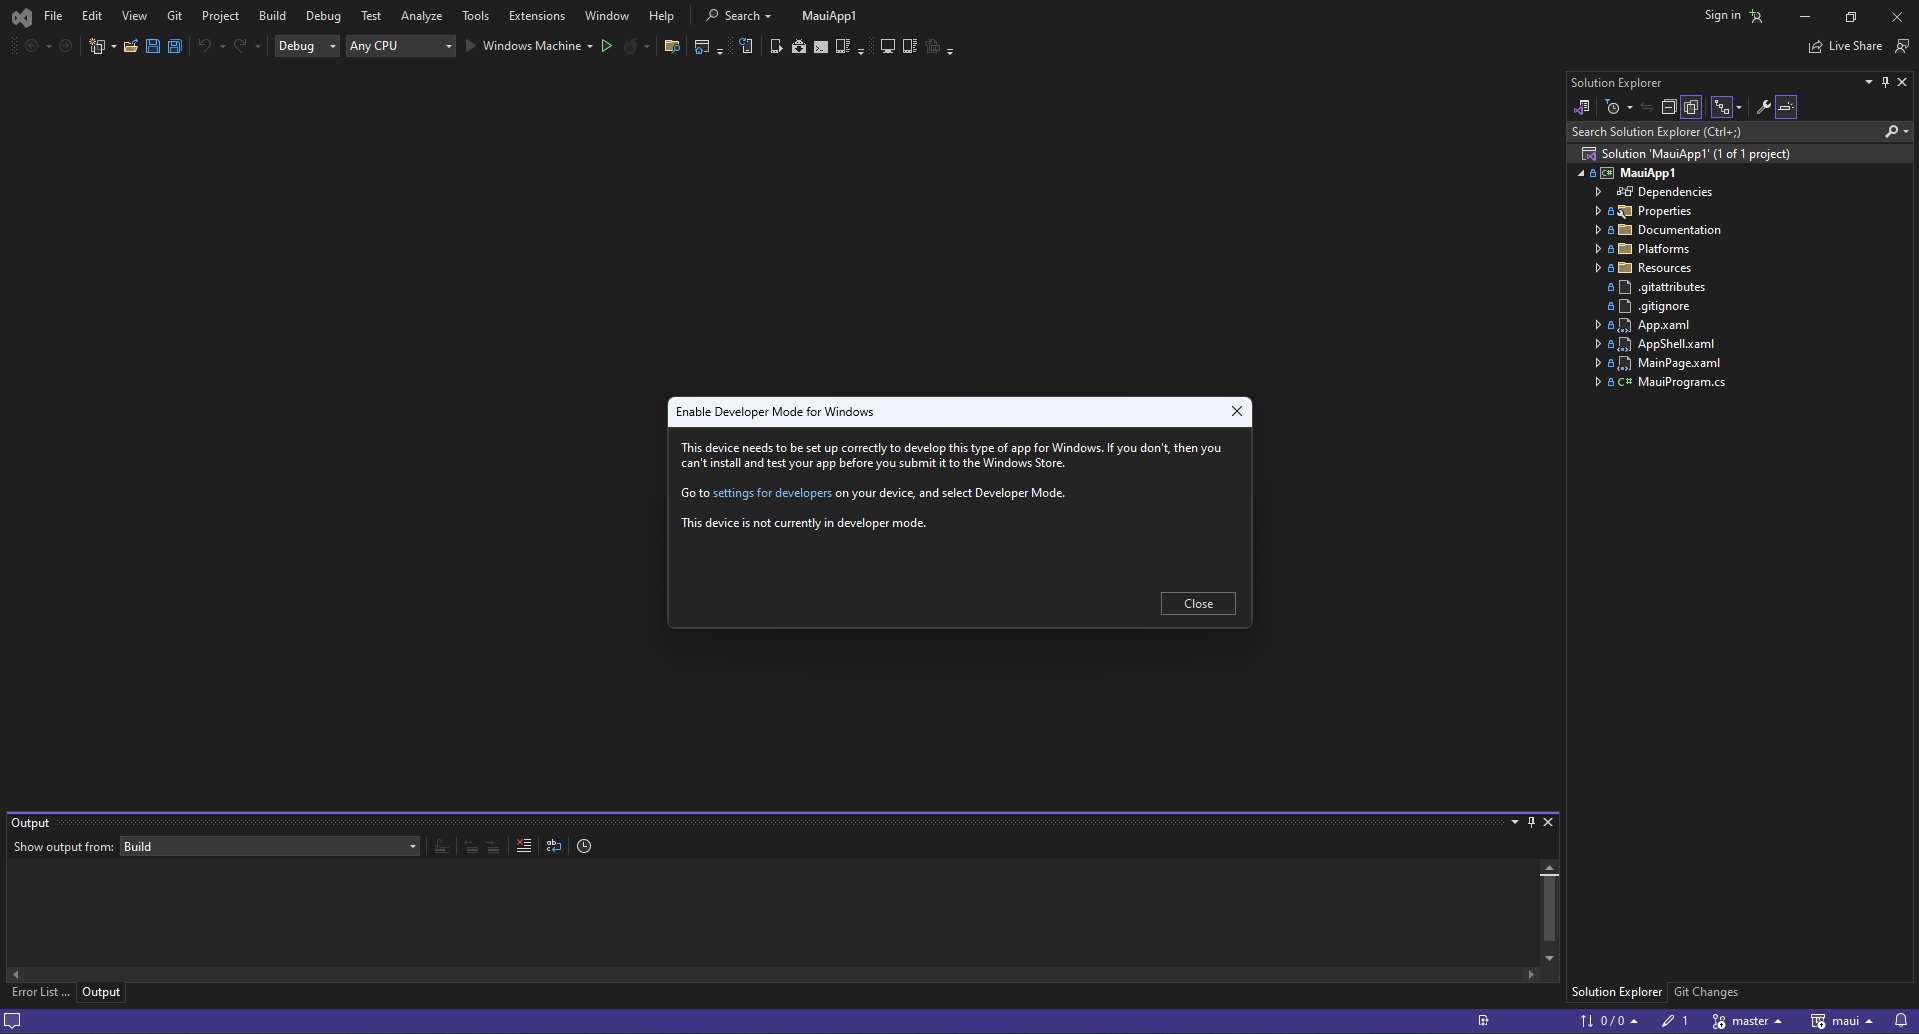 File Edit View Git Project Build Debug Test Analyze Tools Extensions Window Help Search MauiApp1 Sign in
Debug Any CPU Windows Machine Live Share
Solution Explorer
Search Solution Explorer (Ctrl+;)
Solution 'MauiApp1' (1 of 1 project)
C# MauiApp1
Dependencies
Properties
Documentation
Platforms
Resources
.gitattributes
.gitignore
App.xaml
AppShell.xaml
MainPage.xaml
C# MauiProgram.cs
Enable Developer Mode for Windows
This device needs to be set up correctly to develop this type of app for Windows. If you don't, then you
can't install and test your app before you submit it to the Windows Store.
Go to settings for developers on your device, and select Developer Mode.
This device is not currently in developer mode.
Close
Output
Show output from: Build
Error List ... Output
Solution Explorer Git Changes
0 / 0 1 master maui